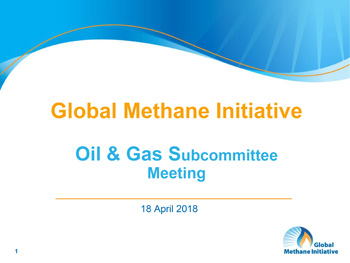 Global Methane Initiative
Oil & Gas Subcommittee
Meeting
18 April 2018
1
Global
Methane Initiative